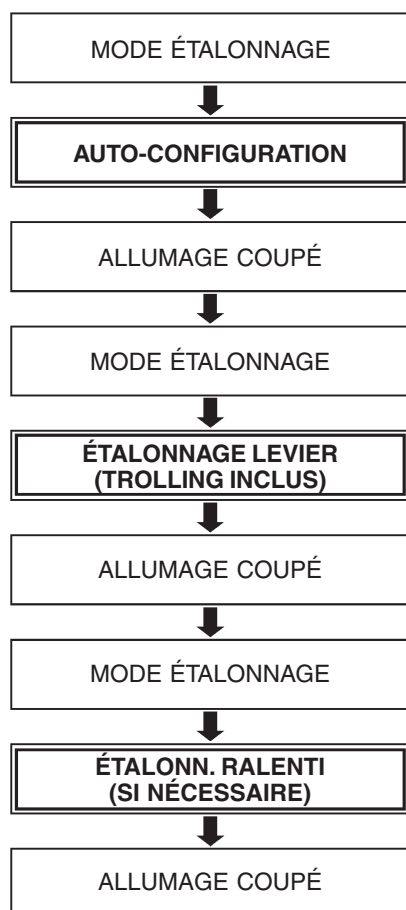 MODE ÉTALONNAGE
AUTO-CONFIGURATION
ALLUMAGE COUPÉ
MODE ÉTALONNAGE
ÉTALONNAGE LEVIER
(TROLLING INCLUS)
ALLUMAGE COUPÉ
MODE ÉTALONNAGE
ÉTALONN. RALENTI
(SI NÉCESSAIRE)
ALLUMAGE COUPÉ